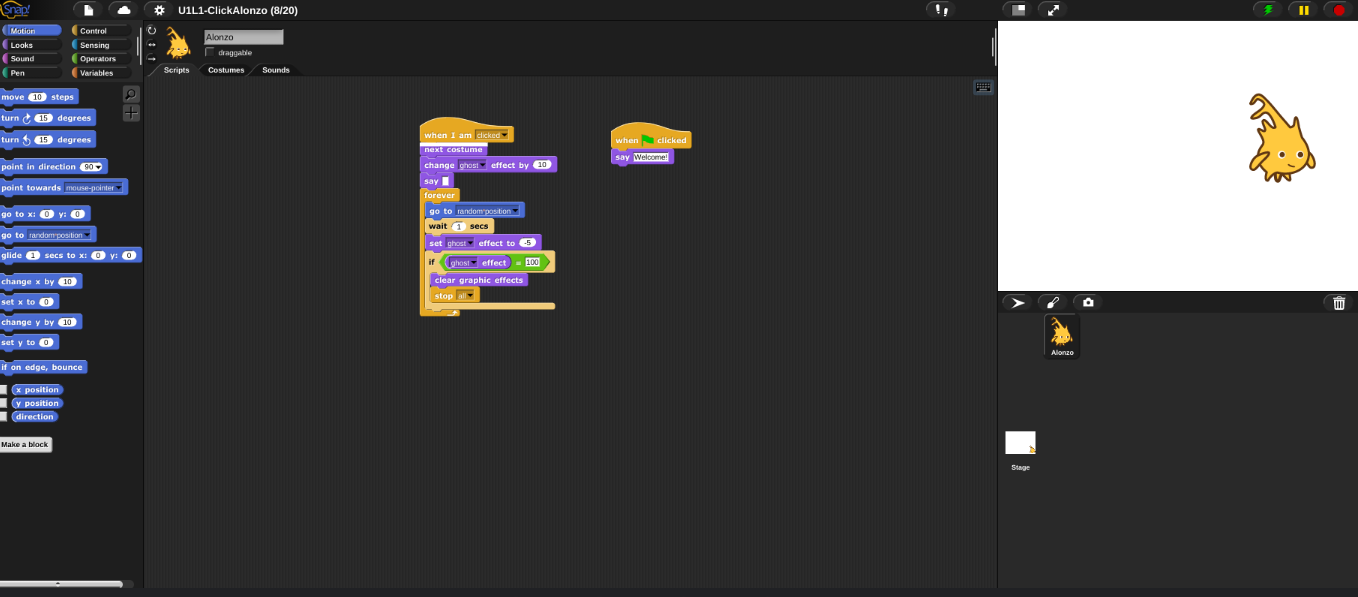 Snap!
U1L1-ClickAlonzo (8/20)
Motion
Control
Looks
Sensing
Sound
Operators
Pen
Variables
Alonzo
draggable
Scripts
Costumes
Sounds
move 10 steps
turn 15 degrees
turn 15 degrees
point in direction 90
point towards mouse-pointer
go to x: 0 y: 0
go to random position
glide 1 secs to x: 0 y: 0
change x by 10
set x to 0
change y by 10
set y to 0
if on edge, bounce
x position
y position
direction
Make a block
when I am clicked
next costume
change ghost effect by 10
say
forever
go to random position
wait 1 secs
set ghost effect to -5
if ghost effect = 100
clear graphic effects
stop all
when clicked
say Welcome!
Alonzo
Stage